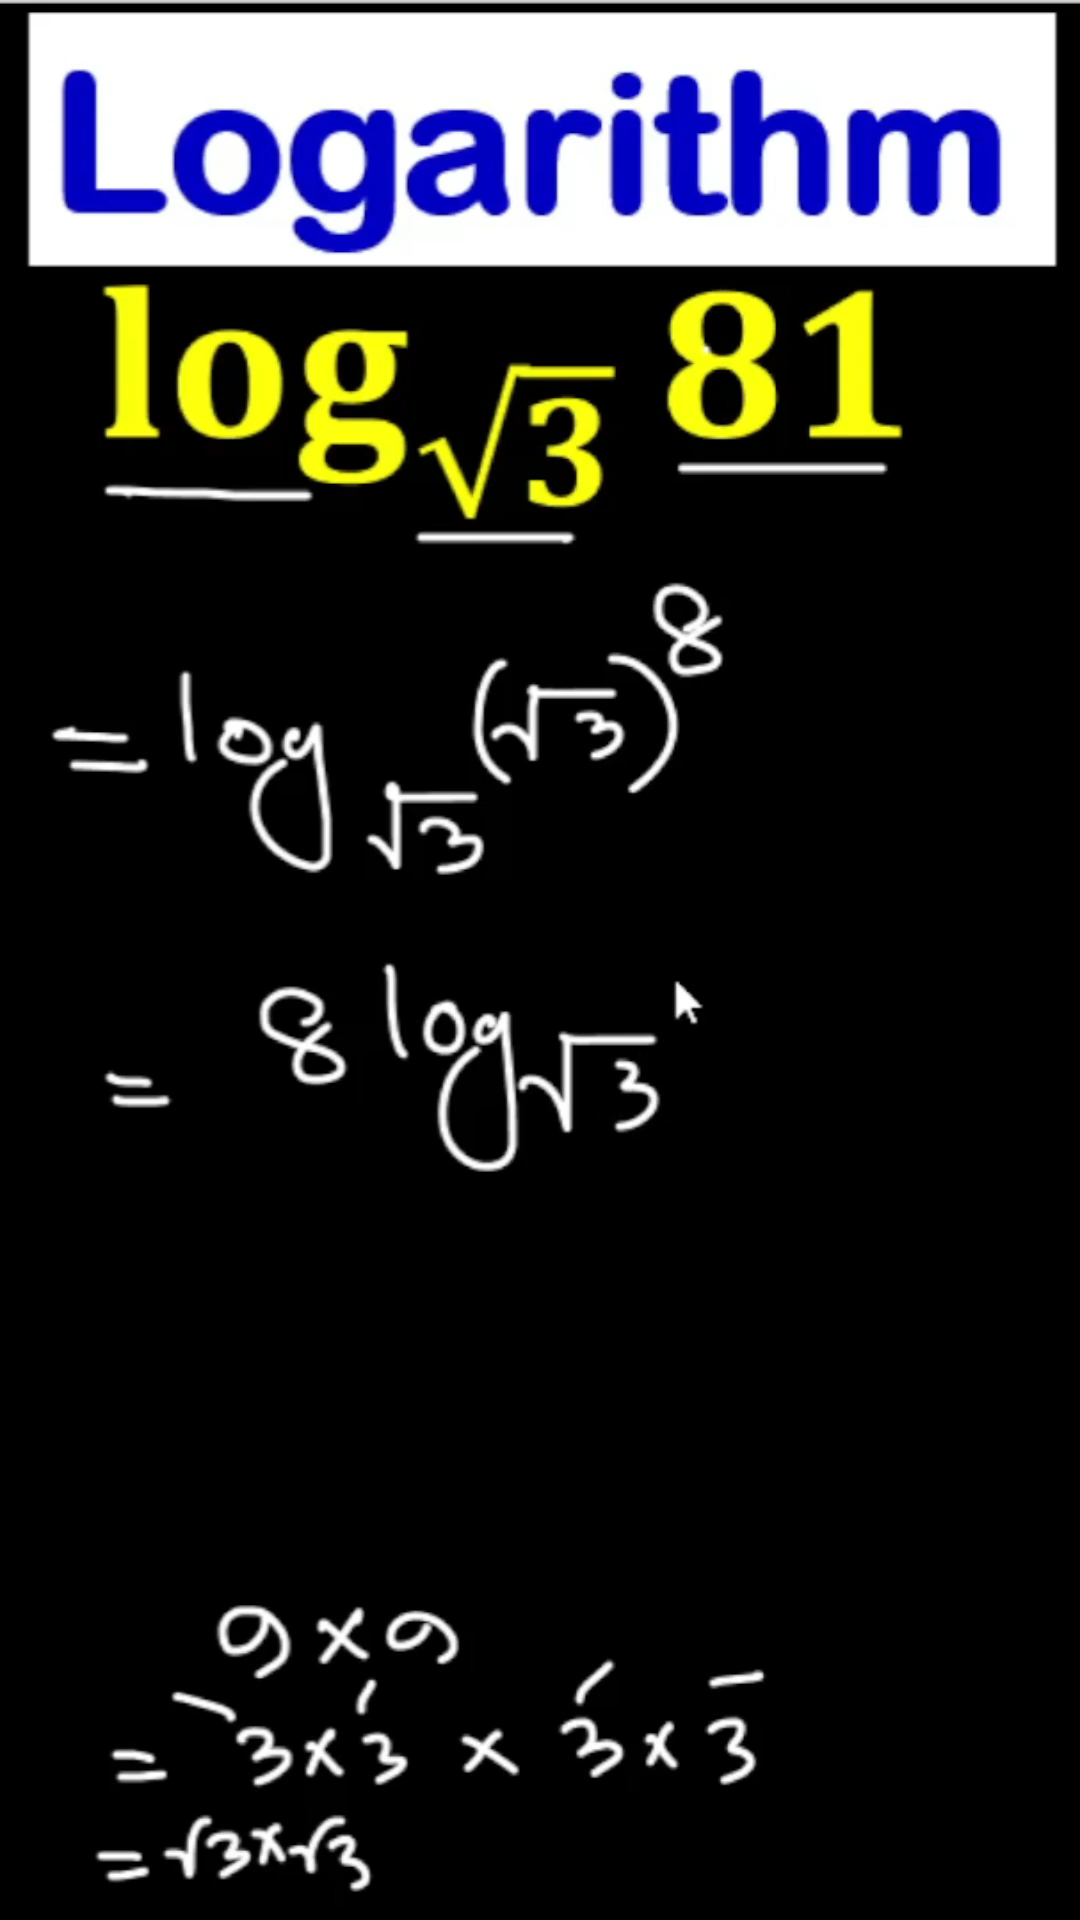 Logarithm
log√3 81
= log√3 (√3)^8
= 8 log√3
9 × 9
= 3 × 3 × 3 × 3
= √3 × √3